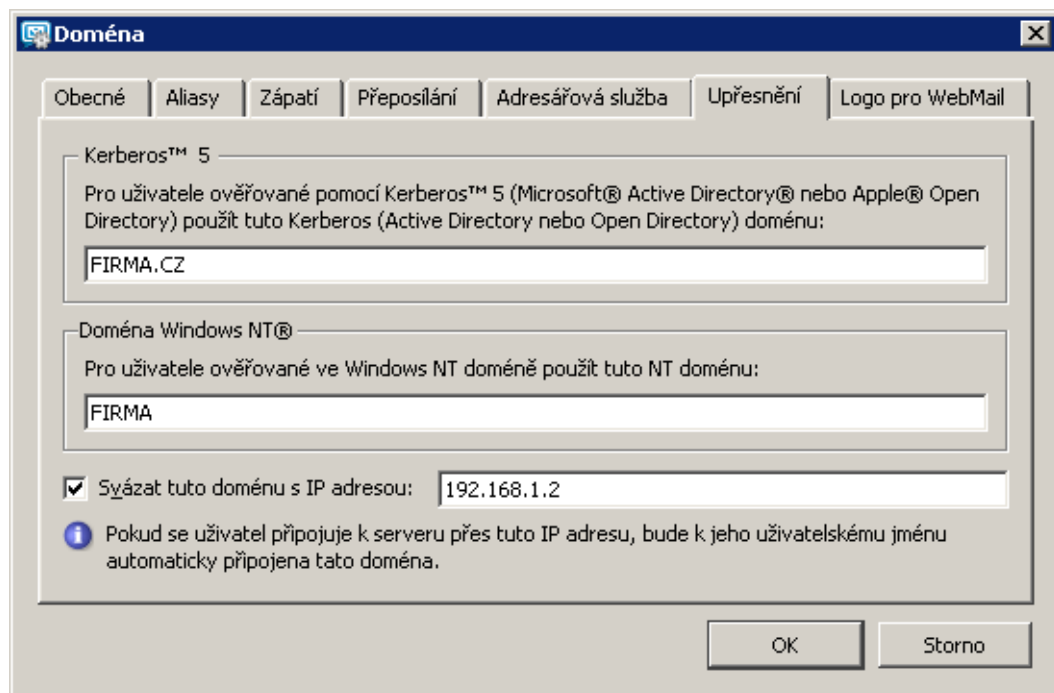 Doména
Obecné Aliasy Zápatí Přeposílání Adresářová služba Upřesnění Logo pro WebMail
Kerberos™ 5
Pro uživatele ověřované pomocí Kerberos™ 5 (Microsoft® Active Directory® nebo Apple® Open
Directory) použít tuto Kerberos (Active Directory nebo Open Directory) doménu:
FIRMA.CZ
Doména Windows NT®
Pro uživatele ověřované ve Windows NT doméně použít tuto NT doménu:
FIRMA
Svázat tuto doménu s IP adresou: 192.168.1.2
Pokud se uživatel připojuje k serveru přes tuto IP adresu, bude k jeho uživatelskému jménu
automaticky připojena tato doména.
OK Storno